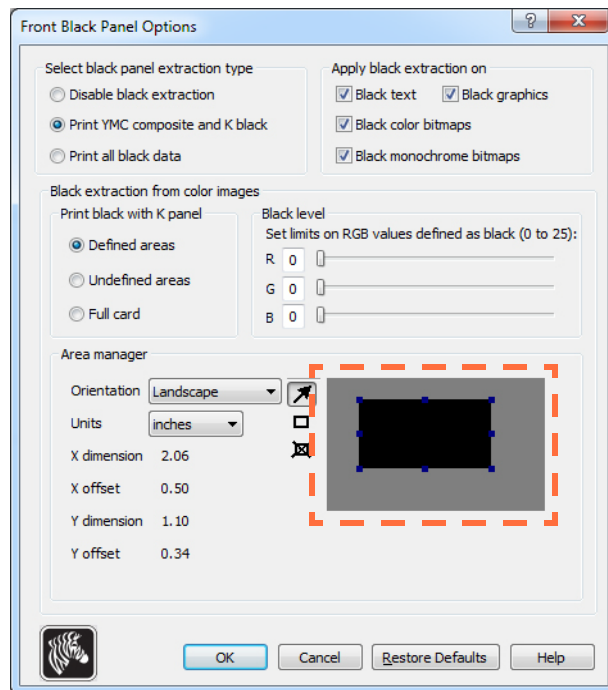 Front Black Panel Options
Select black panel extraction type
Disable black extraction
Print YMC composite and K black
Print all black data
Apply black extraction on
Black text Black graphics
Black color bitmaps
Black monochrome bitmaps
Black extraction from color images
Print black with K panel
Defined areas
Undefined areas
Full card
Black level
Set limits on RGB values defined as black (0 to 25):
R 0
G 0
B 0
Area manager
Orientation Landscape
Units inches
X dimension 2.06
X offset 0.50
Y dimension 1.10
Y offset 0.34
OK Cancel Restore Defaults Help